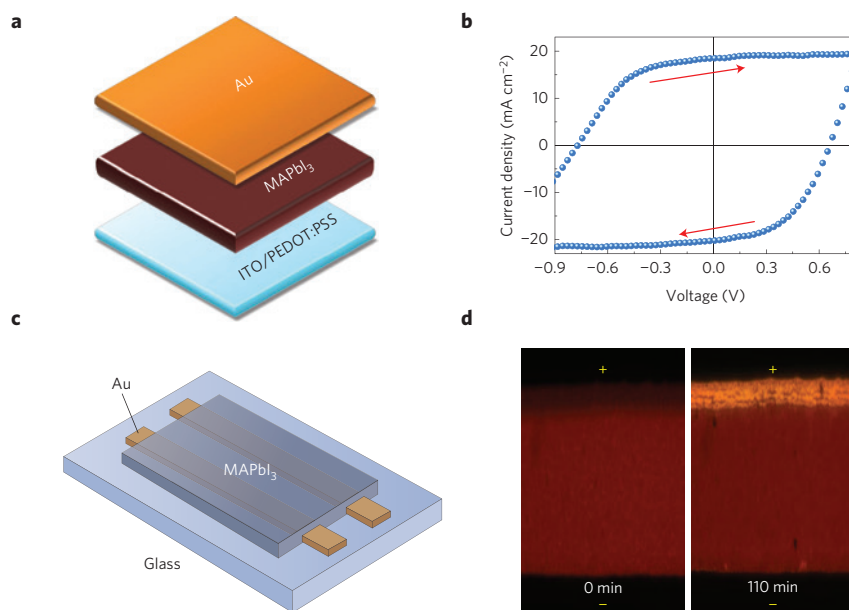 a
Au
MAPbI₃
ITO/PEDOT:PSS
b
Current density (mA cm⁻²)
20
10
0
−10
−20
−0.9
−0.6
−0.3
0.0
0.3
0.6
Voltage (V)
c
Au
MAPbI₃
Glass
d
+
0 min
−
+
110 min
−